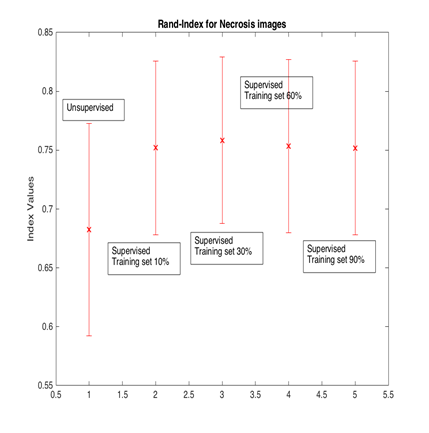 Rand-Index for Necrosis images
0.85
0.8
0.75
0.7
0.65
0.6
0.55
Index Values
Unsupervised
Supervised
Training set 10%
Supervised
Training set 30%
Supervised
Training set 60%
Supervised
Training set 90%
0.5
1
1.5
2
2.5
3
3.5
4
4.5
5
5.5